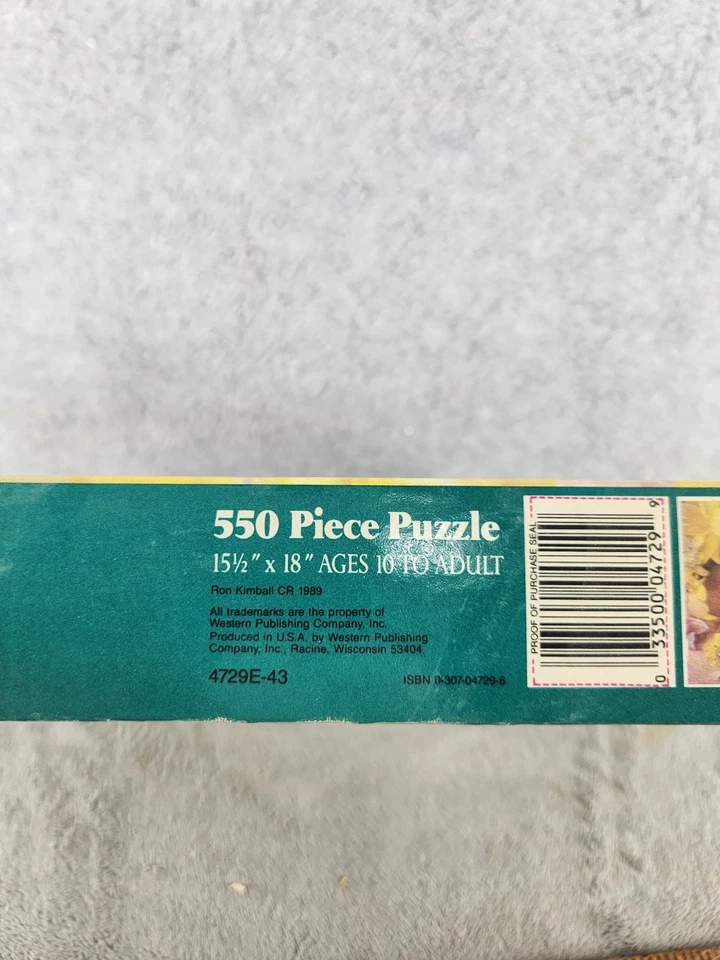 550 Piece Puzzle
15½" x 18" AGES 10 TO ADULT
Ron Kimball CR 1989
All trademarks are the property of
Western Publishing Company, Inc.
Produced in U.S.A. by Western Publishing
Company, Inc., Racine, Wisconsin 53404
4729E-43
ISBN 0-307-04729-6
PROOF OF PURCHASE SEAL
0 33500 04729 9